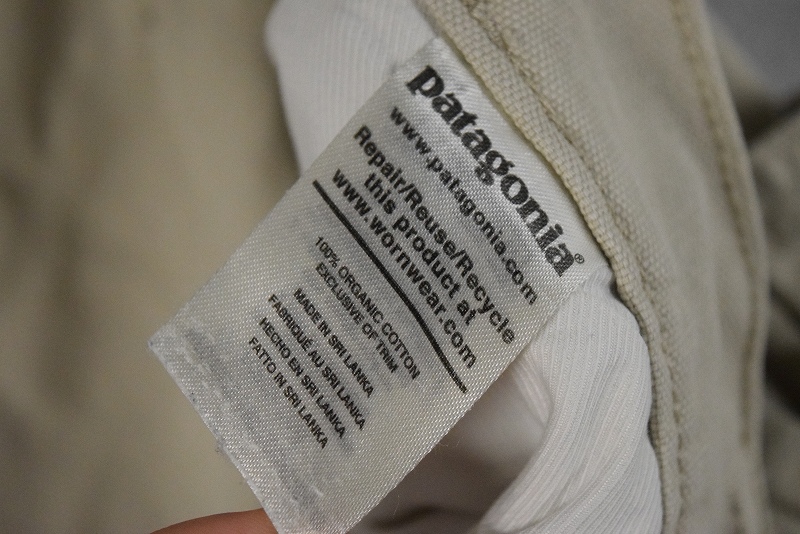 patagonia®
www.patagonia.com
Repair/Reuse/Recycle
this product at
www.wornwear.com
100% ORGANIC COTTON
EXCLUSIVE OF TRIM
MADE IN SRI LANKA
FABRIQUÉ AU SRI LANKA
HECHO EN SRI LANKA
FATTO IN SRI LANKA